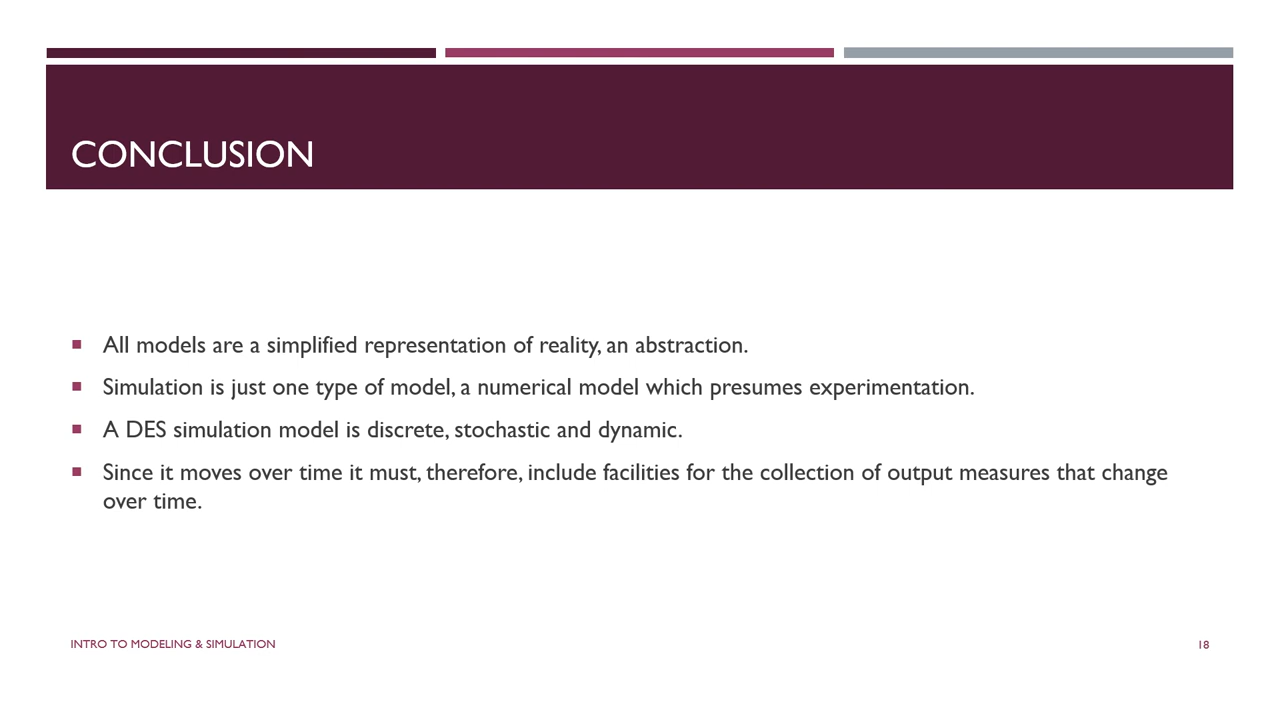 CONCLUSION
■ All models are a simplified representation of reality, an abstraction.
■ Simulation is just one type of model, a numerical model which presumes experimentation.
■ A DES simulation model is discrete, stochastic and dynamic.
■ Since it moves over time it must, therefore, include facilities for the collection of output measures that change
over time.
INTRO TO MODELING & SIMULATION
18